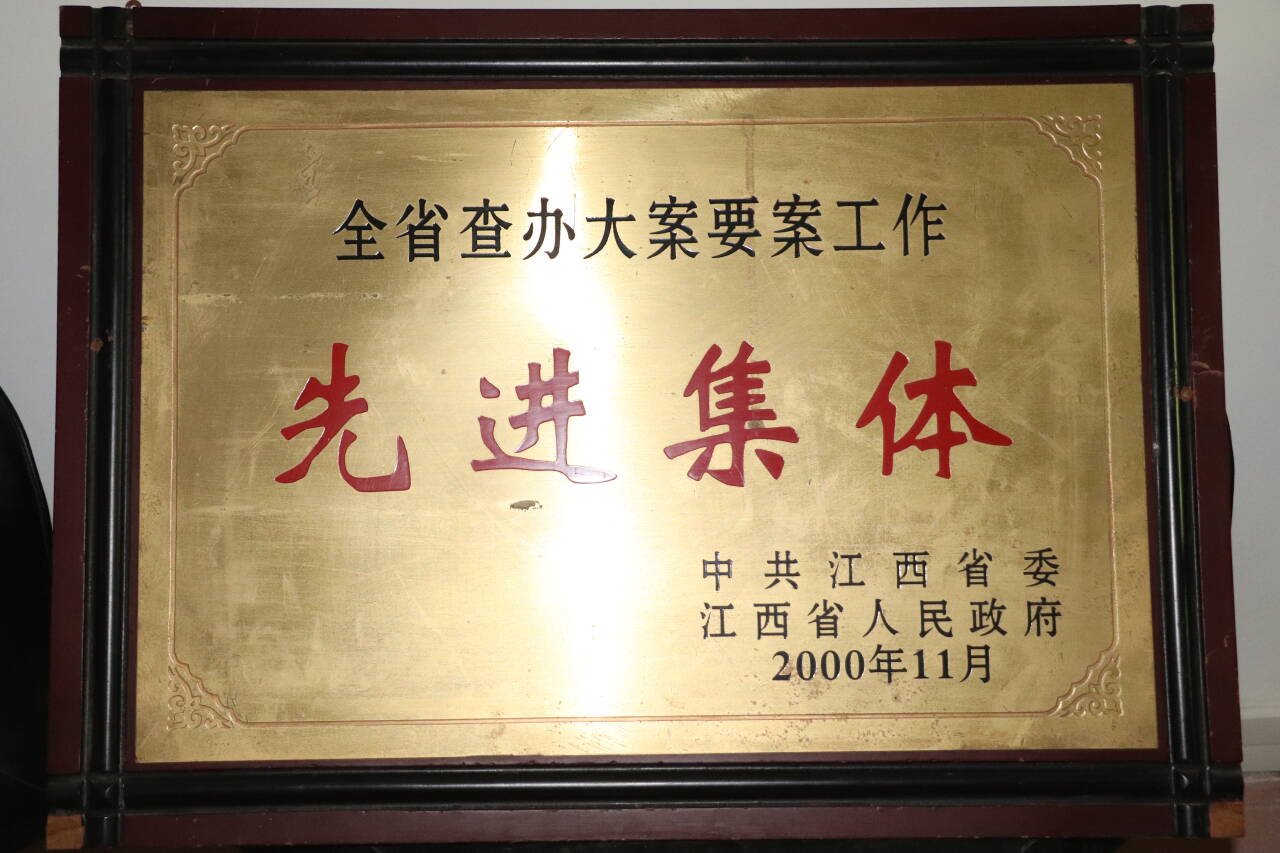 全省查办大案要案工作
先进集体
中共江西省委
江西省人民政府
2000年11月